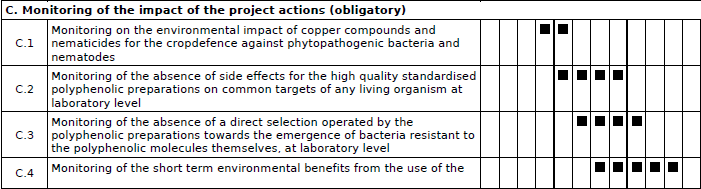 C. Monitoring of the impact of the project actions (obligatory)
C.1
Monitoring on the environmental impact of copper compounds and
nematicides for the cropdefence against phytopathogenic bacteria and
nematodes
C.2
Monitoring of the absence of side effects for the high quality standardised
polyphenolic preparations on common targets of any living organism at
laboratory level
C.3
Monitoring of the absence of a direct selection operated by the
polyphenolic preparations towards the emergence of bacteria resistant to
the polyphenolic molecules themselves, at laboratory level
C.4
Monitoring of the short term environmental benefits from the use of the